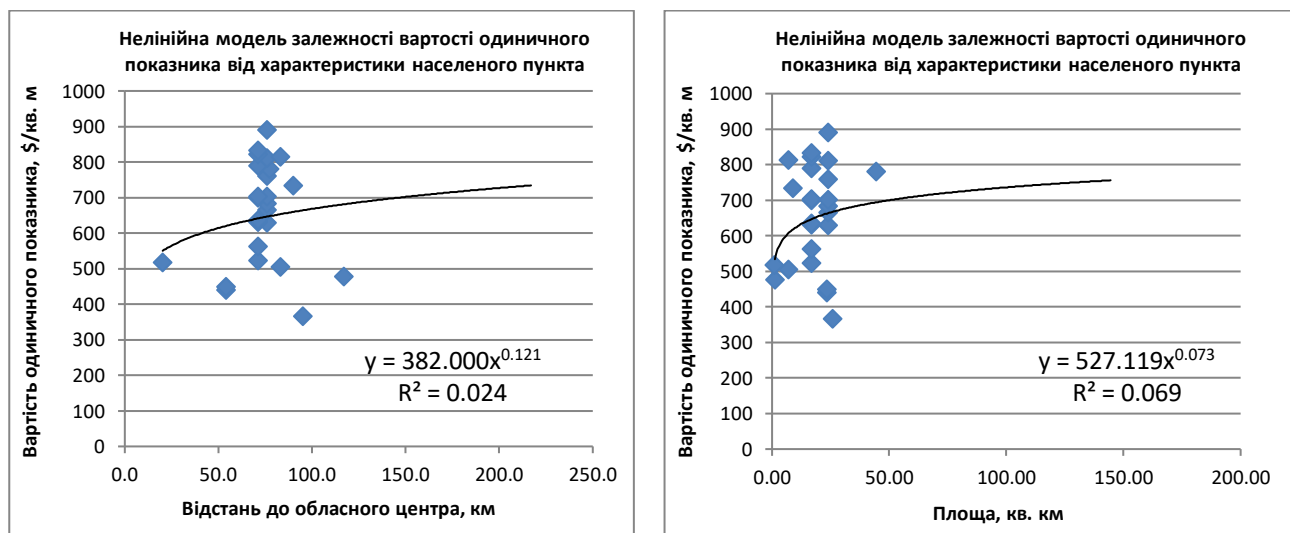 Нелінійна модель залежності вартості одиничного
показника від характеристики населеного пункта
Вартість одиничного показника, $/кв. м
1000
900
800
700
600
500
400
300
200
100
0
y = 382.000x^0.121
R² = 0.024
0.0 50.0 100.0 150.0 200.0 250.0
Відстань до обласного центра, км
Нелінійна модель залежності вартості одиничного
показника від характеристики населеного пункта
Вартість одиничного показника, $/кв. м
1000
900
800
700
600
500
400
300
200
100
0
y = 527.119x^0.073
R² = 0.069
0.00 50.00 100.00 150.00 200.00
Площа, кв. км